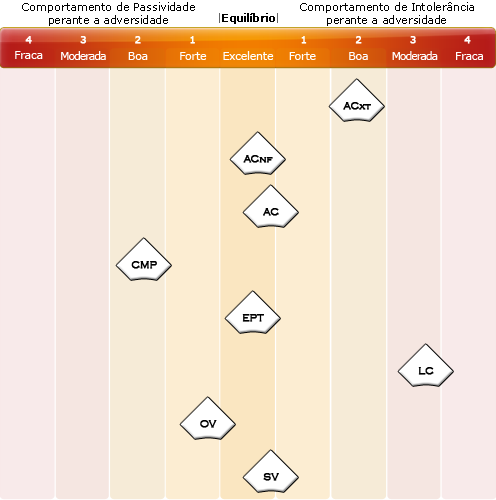 Comportamento de Passividade
perante a adversidade
|Equilíbrio|
Comportamento de Intolerância
perante a adversidade
4 3 2 1 1 2 3 4
Fraca Moderada Boa Forte Excelente Forte Boa Moderada Fraca
ACXT
ACNF
AC
CMP
EPT
LC
OV
SV